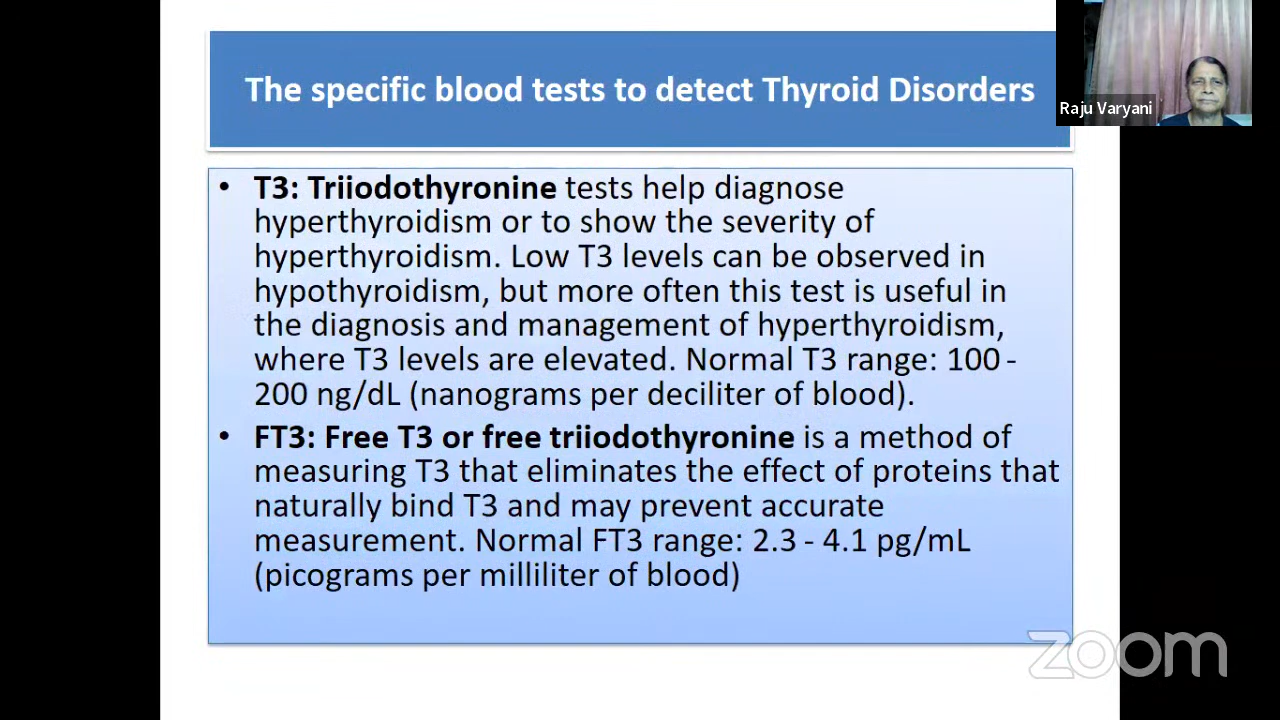 The specific blood tests to detect Thyroid Disorders
Raju Varyani
• T3: Triiodothyronine tests help diagnose
hyperthyroidism or to show the severity of
hyperthyroidism. Low T3 levels can be observed in
hypothyroidism, but more often this test is useful in
the diagnosis and management of hyperthyroidism,
where T3 levels are elevated. Normal T3 range: 100 -
200 ng/dL (nanograms per deciliter of blood).
• FT3: Free T3 or free triiodothyronine is a method of
measuring T3 that eliminates the effect of proteins that
naturally bind T3 and may prevent accurate
measurement. Normal FT3 range: 2.3 - 4.1 pg/mL
(picograms per milliliter of blood)
zoom